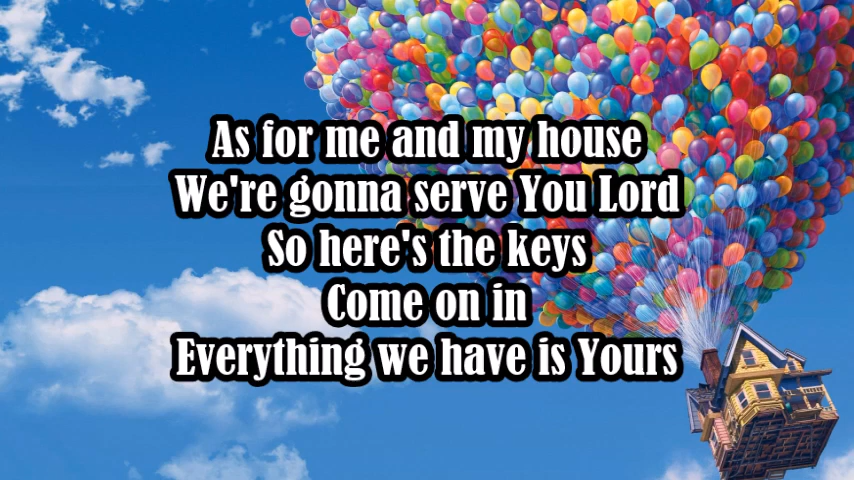 As for me and my house
We're gonna serve You Lord
So here's the keys
Come on in
Everything we have is Yours